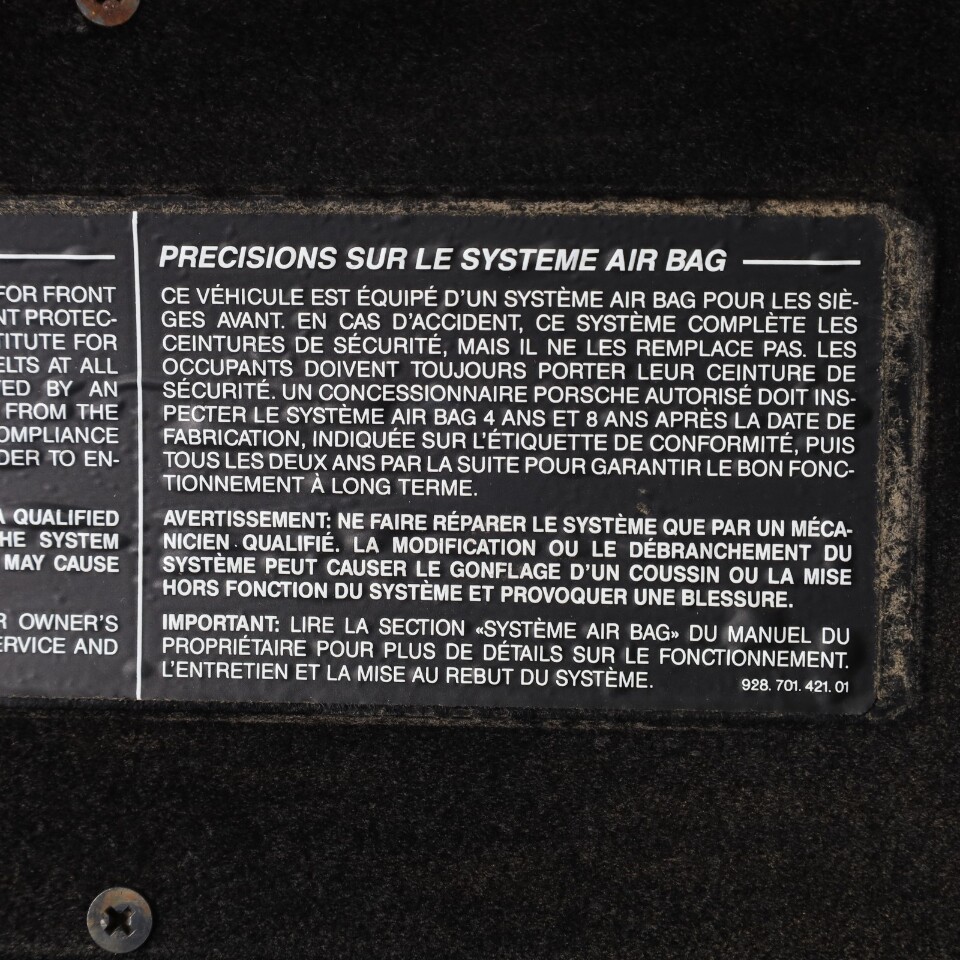 FOR FRONT
NT PROTEC-
TITUTE FOR
ELTS AT ALL
TED BY AN
FROM THE
OMPLIANCE
DER TO EN-
A QUALIFIED
HE SYSTEM
MAY CAUSE
R OWNER'S
ERVICE AND
PRECISIONS SUR LE SYSTEME AIR BAG
CE VÉHICULE EST ÉQUIPÉ D'UN SYSTÈME AIR BAG POUR LES SIÈ-
GES AVANT. EN CAS D'ACCIDENT, CE SYSTÈME COMPLÈTE LES
CEINTURES DE SÉCURITÉ, MAIS IL NE LES REMPLACE PAS. LES
OCCUPANTS DOIVENT TOUJOURS PORTER LEUR CEINTURE DE
SÉCURITÉ. UN CONCESSIONNAIRE PORSCHE AUTORISÉ DOIT INS-
PECTER LE SYSTÈME AIR BAG 4 ANS ET 8 ANS APRÈS LA DATE DE
FABRICATION, INDIQUÉE SUR L'ÉTIQUETTE DE CONFORMITÉ, PUIS
TOUS LES DEUX ANS PAR LA SUITE POUR GARANTIR LE BON FONC-
TIONNEMENT À LONG TERME.
AVERTISSEMENT: NE FAIRE RÉPARER LE SYSTÈME QUE PAR UN MÉCA-
NICIEN QUALIFIÉ. LA MODIFICATION OU LE DÉBRANCHEMENT DU
SYSTÈME PEUT CAUSER LE GONFLAGE D'UN COUSSIN OU LA MISE
HORS FONCTION DU SYSTÈME ET PROVOQUER UNE BLESSURE.
IMPORTANT: LIRE LA SECTION «SYSTÈME AIR BAG» DU MANUEL DU
PROPRIÉTAIRE POUR PLUS DE DÉTAILS SUR LE FONCTIONNEMENT.
L'ENTRETIEN ET LA MISE AU REBUT DU SYSTÈME.
928. 701. 421. 01